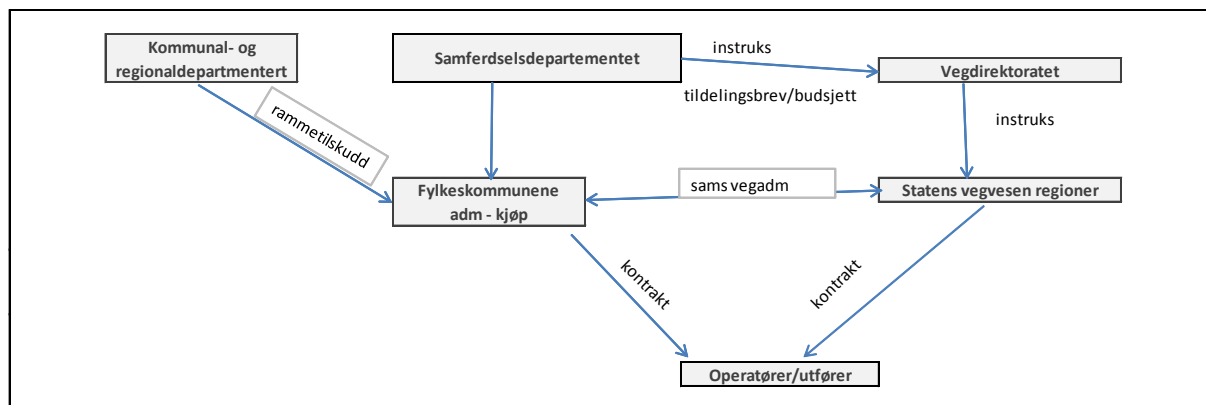 Kommunal- og
regionaldepartmentert
Samferdselsdepartementet
instruks
Vegdirektoratet
tildelingsbrev/budsjett
rammetilskudd
instruks
Fylkeskommunene
adm - kjøp
sams vegadm
Statens vegvesen regioner
kontrakt
kontrakt
Operatører/utfører